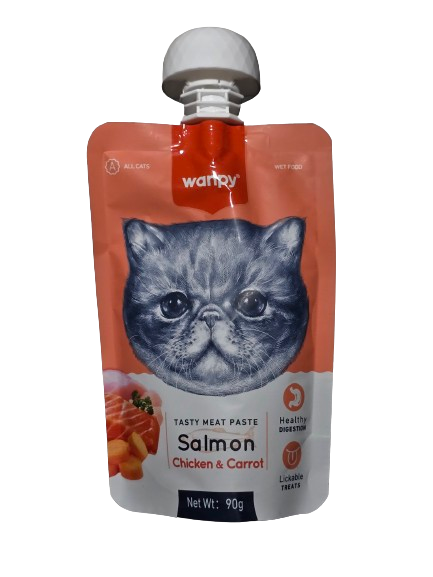 A ALL CATS
WET FOOD
wanpy
TASTY MEAT PASTE
Salmon
Chicken & Carrot
Healthy
DIGESTION
Lickable
TREATS
Net Wt: 90g